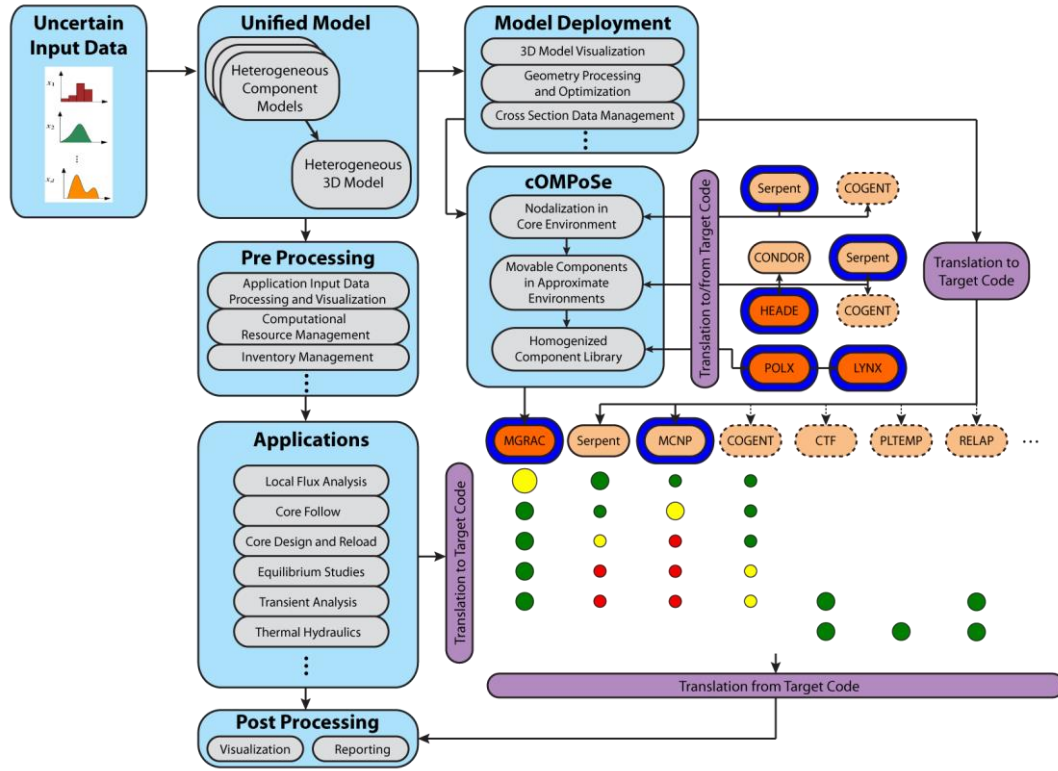 Uncertain
Input Data
x1
x2
⋮
xd
Unified Model
Heterogeneous
Component
Models
Heterogeneous
3D Model
Model Deployment
3D Model Visualization
Geometry Processing
and Optimization
Cross Section Data Management
cOMPoSe
Nodalization in
Core Environment
Movable Components
in Approximate
Environments
Homogenized
Component Library
Translation to/from Target Code
Serpent
COGENT
CONDOR
Serpent
HEADE
COGENT
POLX
LYNX
Translation to
Target Code
Pre Processing
Application Input Data
Processing and Visualization
Computational
Resource Management
Inventory Management
Applications
Local Flux Analysis
Core Follow
Core Design and Reload
Equilibrium Studies
Transient Analysis
Thermal Hydraulics
Translation to Target Code
MGRAC
Serpent
MCNP
COGENT
CTF
PLTEMP
RELAP
...
Translation from Target Code
Post Processing
Visualization
Reporting